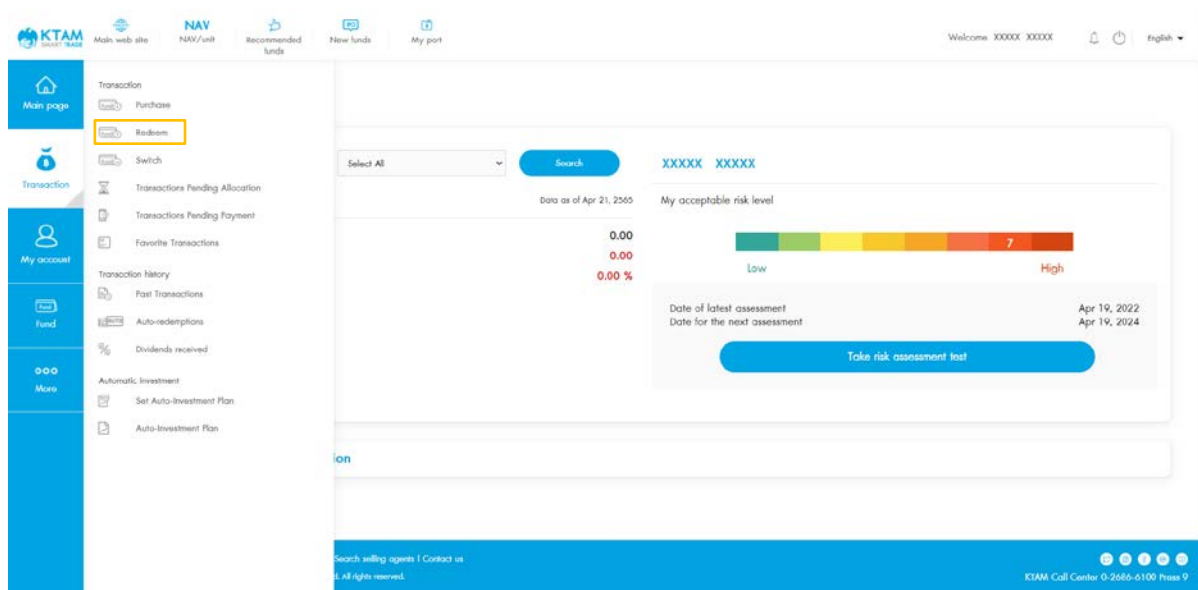 KTAM
SMART TRADE
Main web site
NAV
NAV/unit
Recommended
funds
New funds
My port
Welcome XXXXX XXXXX
English
Main page
Transaction
My account
Fund
More
Transaction
Purchase
Redeem
Switch
Transactions Pending Allocation
Transactions Pending Payment
Favorite Transactions
Transaction history
Past Transactions
Auto-redemptions
Dividends received
Automatic Investment
Set Auto-Investment Plan
Auto-Investment Plan
Select All
Search
Data as of Apr 21, 2565
0.00
0.00
0.00 %
XXXXX XXXXX
My acceptable risk level
7
Low
High
Date of latest assessment
Apr 19, 2022
Date for the next assessment
Apr 19, 2024
Take risk assessment test
ion
Search selling agents | Contact us
d. All rights reserved.
KTAM Call Center 0-2686-6100 Press 9